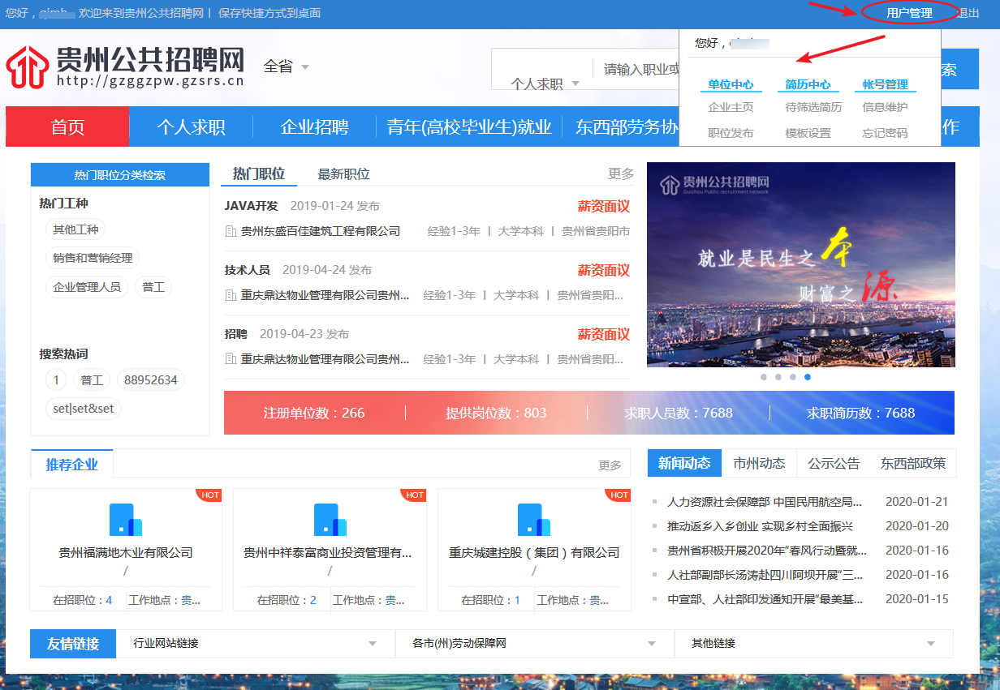 您好， 欢迎来到贵州公共招聘网 | 保存快捷方式到桌面
用户管理 退出
您好，
贵州公共招聘网
http://gzggzpw.gzsrs.cn
全省
个人求职 请输入职业或 索
单位中心 简历中心 帐号管理
企业主页 待筛选简历 信息维护
职位发布 模板设置 忘记密码
首页 个人求职 企业招聘 青年(高校毕业生)就业 东西部劳务协 作
热门职位分类检索
热门工种
其他工种
销售和营销经理
企业管理人员 普工
搜索热词
1 普工 88952634
set|set&set
热门职位 最新职位 更多
JAVA开发 2019-01-24 发布 薪资面议
贵州东盛百佳建筑工程有限公司 经验1-3年 | 大学本科 | 贵州省贵阳市
技术人员 2019-04-24 发布 薪资面议
重庆鼎达物业管理有限公司贵州... 经验1-3年 | 大学本科 | 贵州省贵阳...
招聘 2019-04-23 发布 薪资面议
重庆鼎达物业管理有限公司贵州... 经验1-3年 | 大学本科 | 贵州省贵阳...
贵州公共招聘网
Guizhou Public recruitment network
就业是民生之本
财富之源
注册单位数：266 提供岗位数：803 求职人员数：7688 求职简历数：7688
推荐企业 更多
HOT
贵州福满地木业有限公司
/
在招职位：4 工作地点：贵...
HOT
贵州中祥泰富商业投资管理有...
/
在招职位：2 工作地点：贵...
HOT
重庆城建控股（集团）有限公司
/
在招职位：1 工作地点：贵...
新闻动态 市州动态 公示公告 东西部政策
人力资源社会保障部 中国民用航空局... 2020-01-21
推动返乡入乡创业 实现乡村全面振兴 2020-01-20
贵州省积极开展2020年“春风行动暨就... 2020-01-16
人社部副部长汤涛赴四川阿坝开展“三... 2020-01-16
中宣部、人社部印发通知开展“最美基... 2020-01-15
友情链接 行业网站链接 各市(州)劳动保障网 其他链接